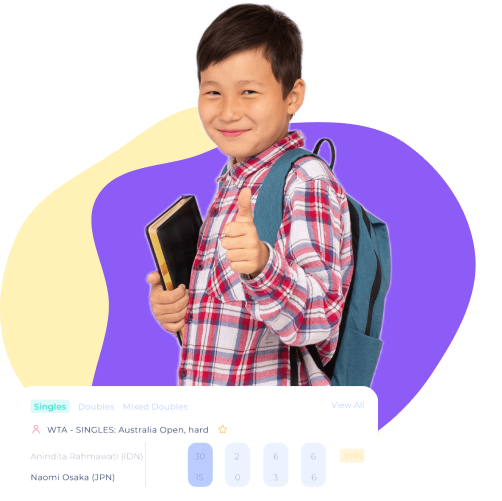 Singles Doubles Mixed Doubles View All
WTA - SINGLES: Australia Open, hard
Anindita Rahmawati (IDN) 30 2 6 6
Naomi Osaka (JPN) 15 0 3 6